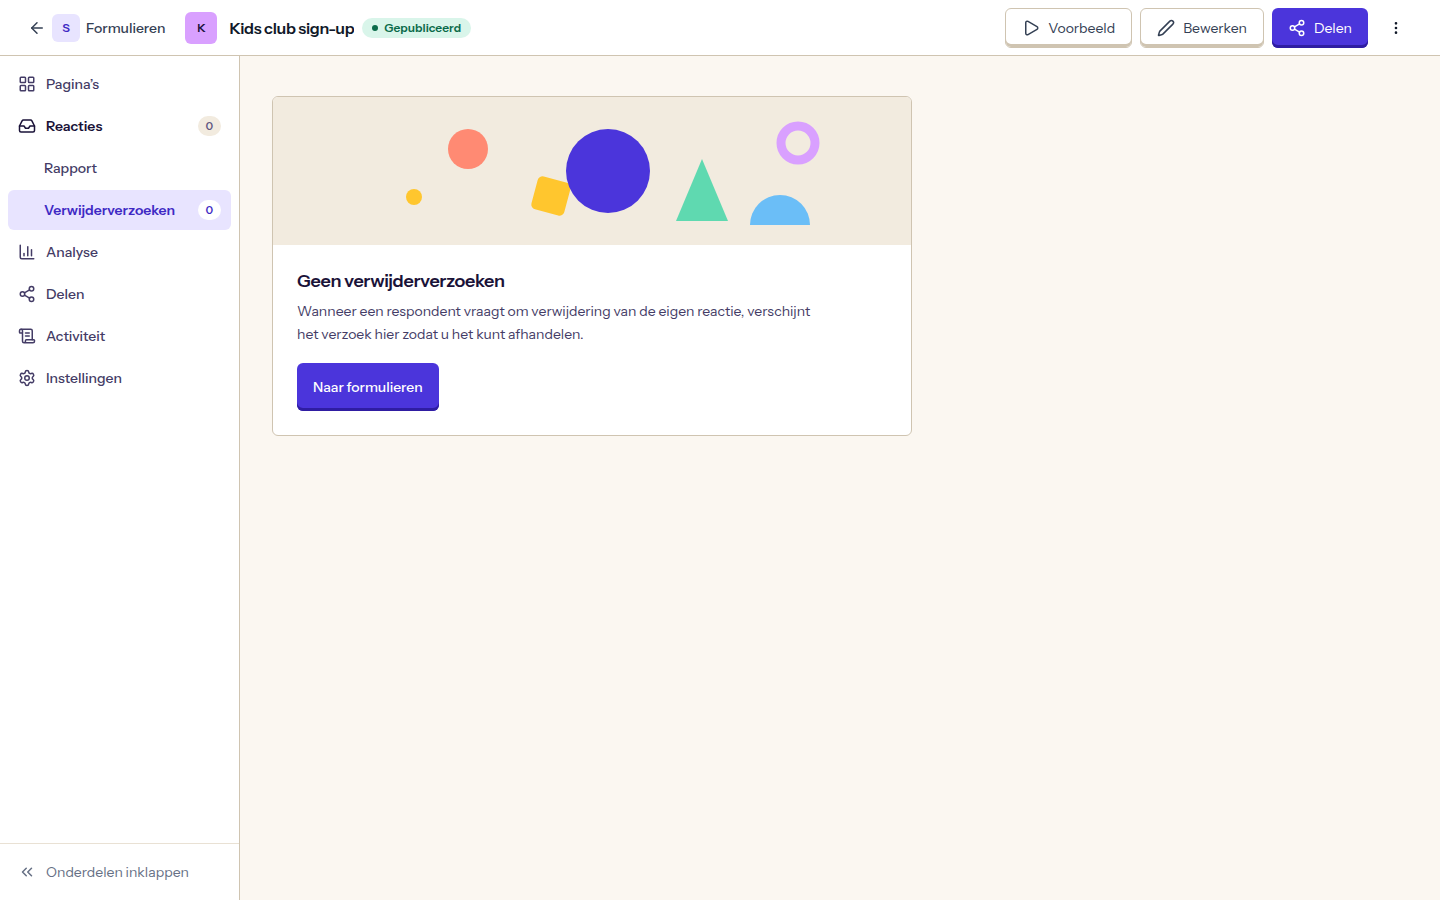 S Formulieren K Kids club sign-up Gepubliceerd Voorbeeld Bewerken Delen
Pagina's
Reacties 0
Rapport
Verwijderverzoeken 0
Analyse
Delen
Activiteit
Instellingen
Onderdelen inklappen
Geen verwijderverzoeken
Wanneer een respondent vraagt om verwijdering van de eigen reactie, verschijnt
het verzoek hier zodat u het kunt afhandelen.
Naar formulieren